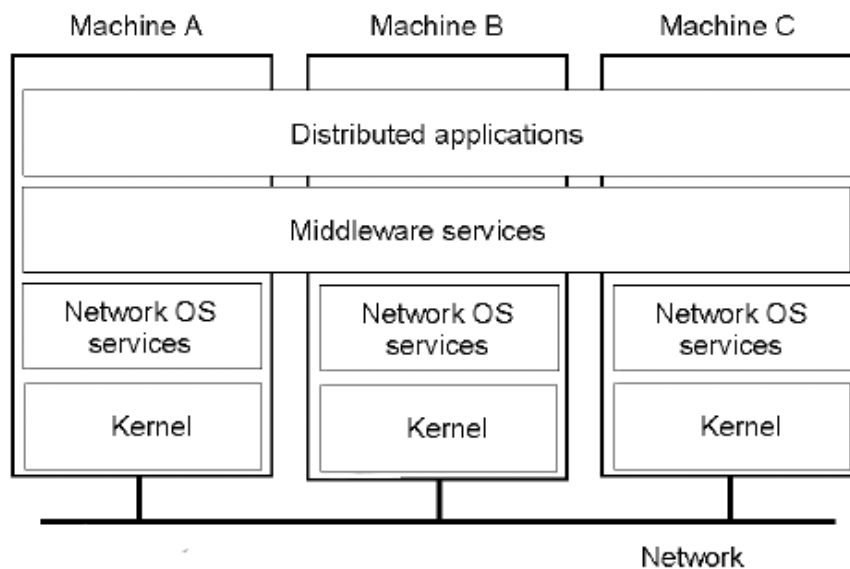 Machine A
Machine B
Machine C
Distributed applications
Middleware services
Network OS
services
Network OS
services
Network OS
services
Kernel
Kernel
Kernel
Network